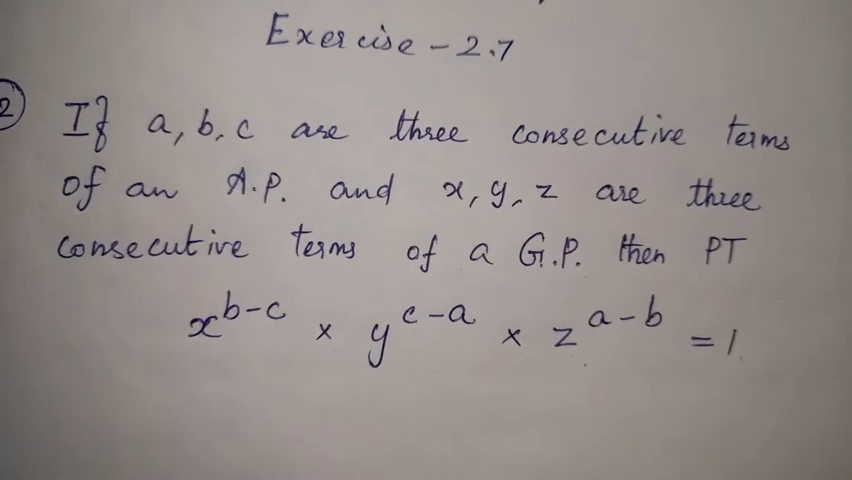 Exercise - 2.7
2 If a, b, c are three consecutive terms
of an A.P. and x, y, z are three
consecutive terms of a G.P. then PT
x^{b-c} × y^{c-a} × z^{a-b} = 1